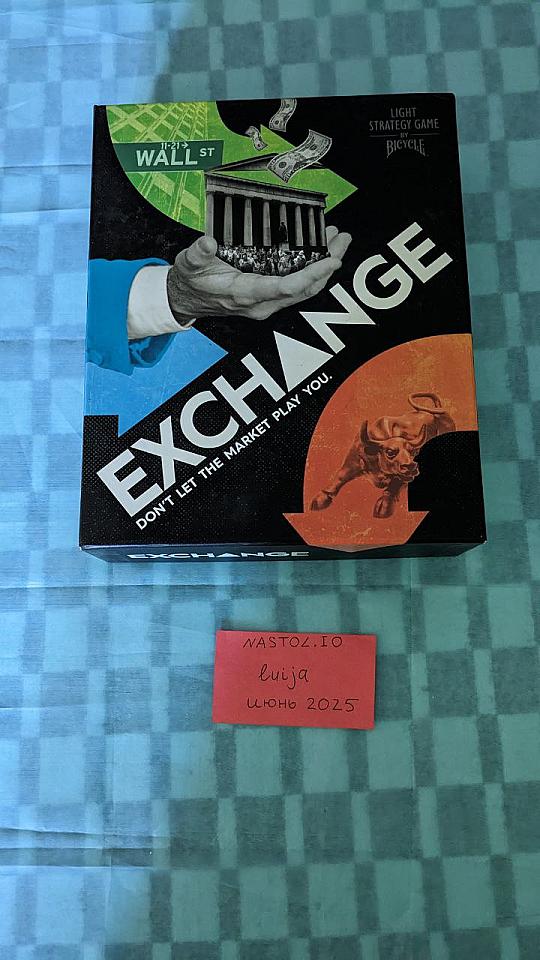 LIGHT
STRATEGY GAME
BY
BICYCLE
11-21 →
WALL ST
EXCHANGE
DON'T LET THE MARKET PLAY YOU.
EXCHANGE
NASTOL.IO
luija
июнь 2025